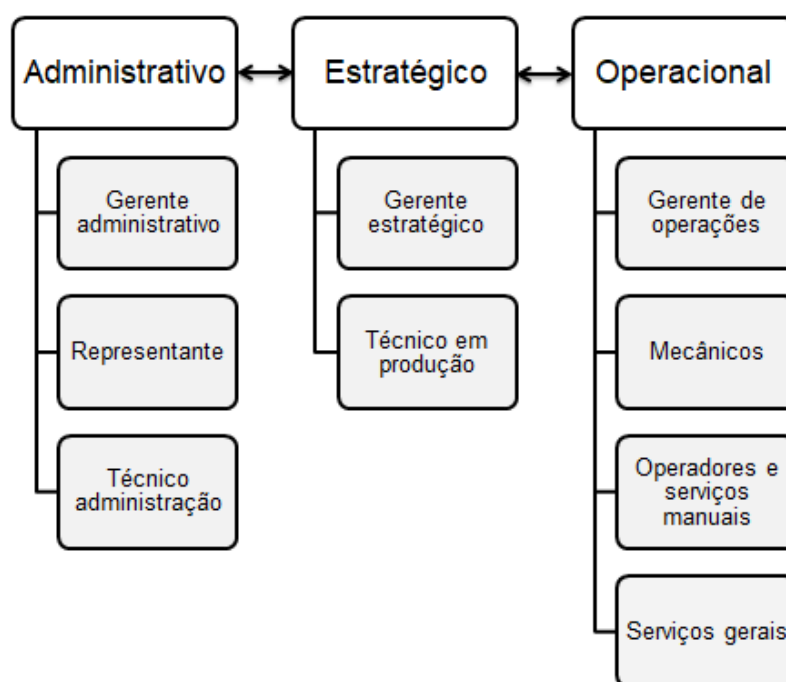 Administrativo
Estratégico
Operacional
Gerente
administrativo
Gerente
estratégico
Gerente de
operações
Representante
Técnico em
produção
Mecânicos
Técnico
administração
Operadores e
serviços
manuais
Serviços gerais